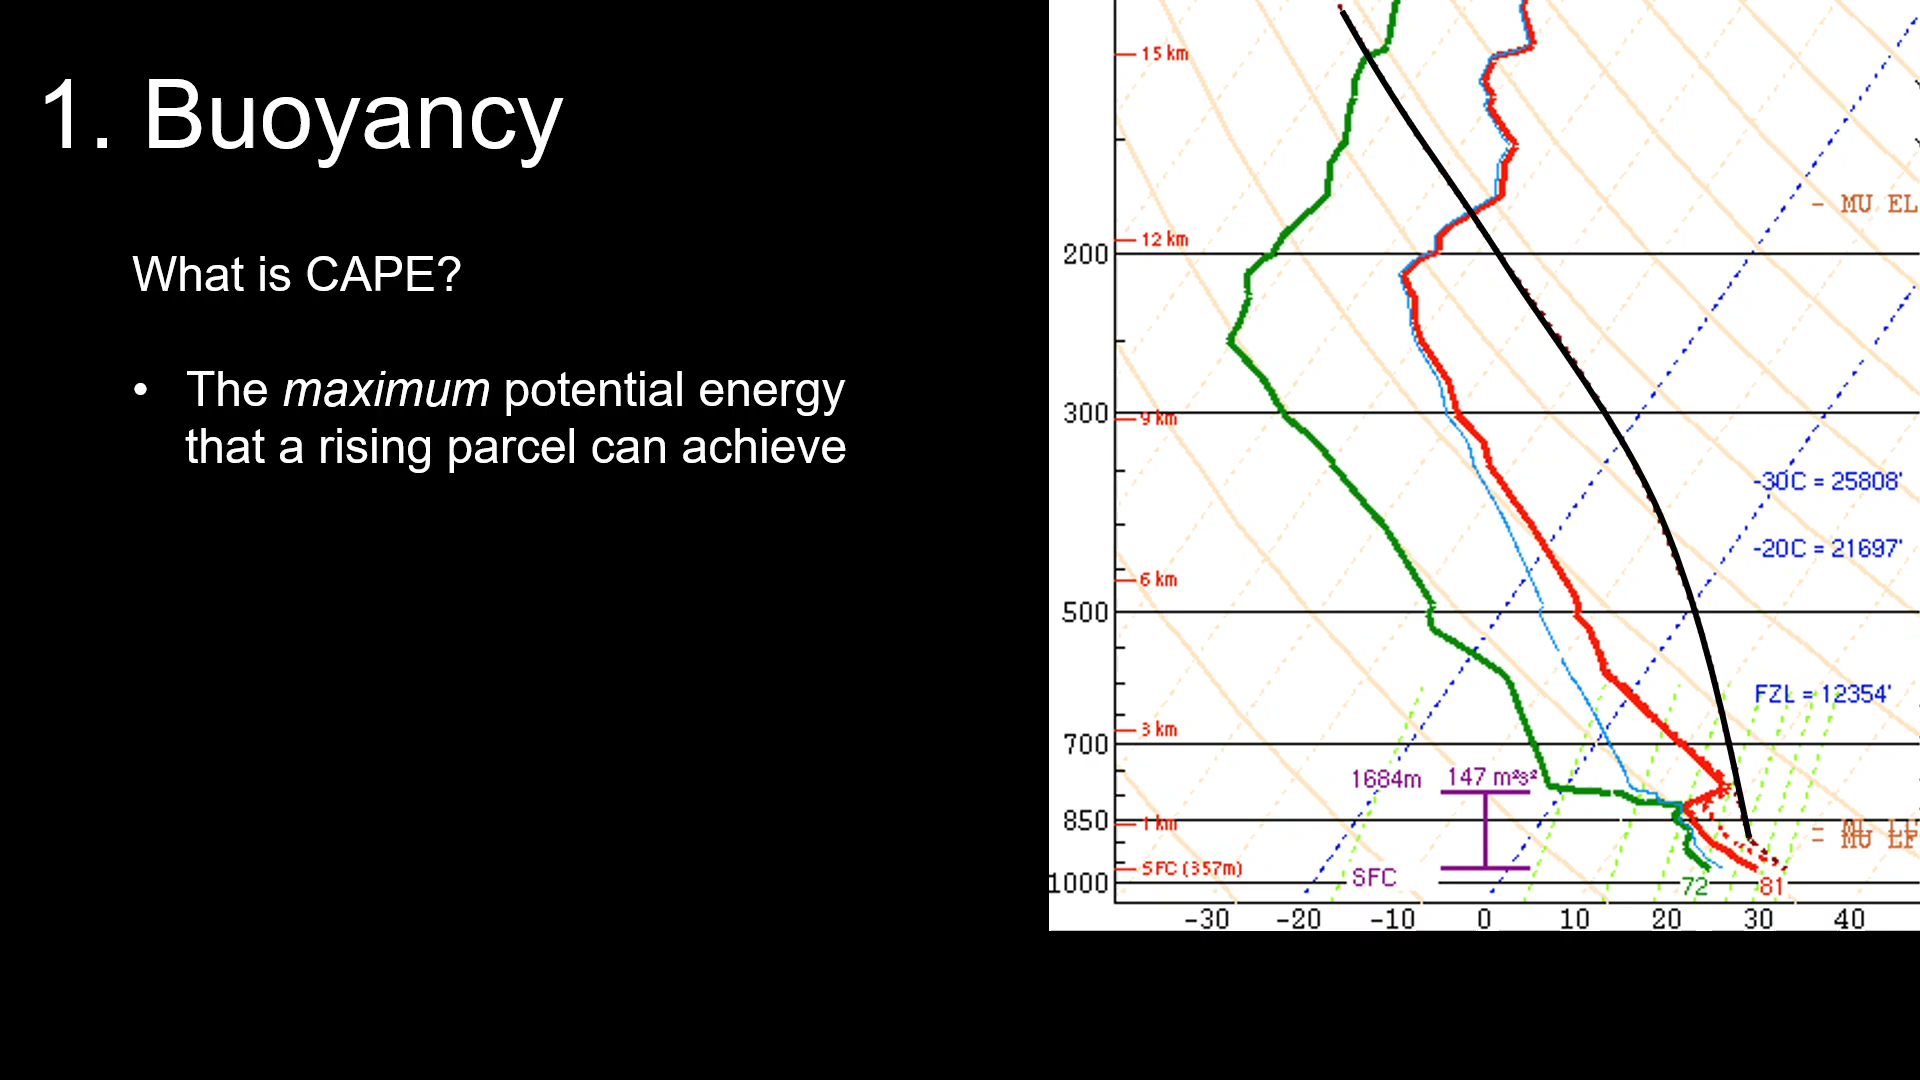 1. Buoyancy
What is CAPE?
• The maximum potential energy
that a rising parcel can achieve
15 km
- MU EL
12 km
200
300
9 km
-30C = 25808'
-20C = 21697'
6 km
500
FZL = 12354'
3 km
700
1684m 147 m²s²
850
1 km
SFC (357m)
SFC
1000
72 81
-30 -20 -10 0 10 20 30 40